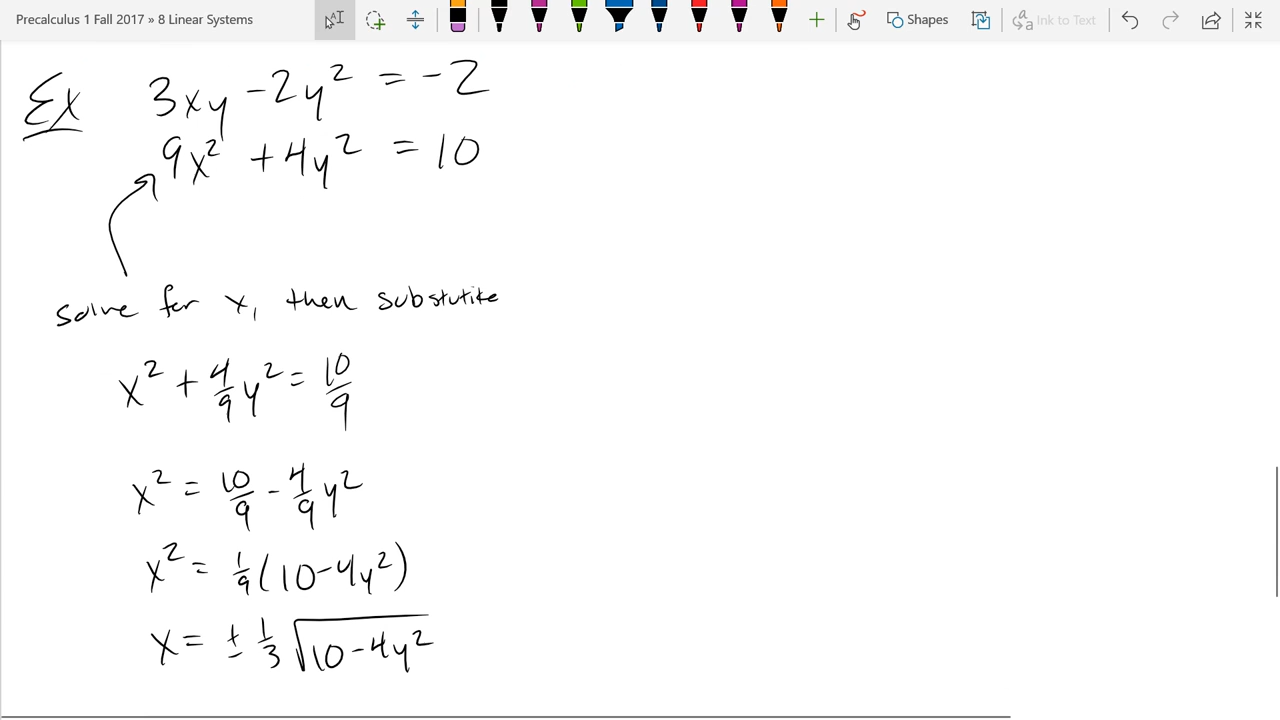 Precalculus 1 Fall 2017 » 8 Linear Systems
Shapes
Ink to Text
Ex 3xy - 2y² = -2
9x² + 4y² = 10
Solve for x, then substutite
x² + 4/9 y² = 10/9
x² = 10/9 - 4/9 y²
x² = 1/9 (10 - 4y²)
x = ± 1/3 √(10 - 4y²)